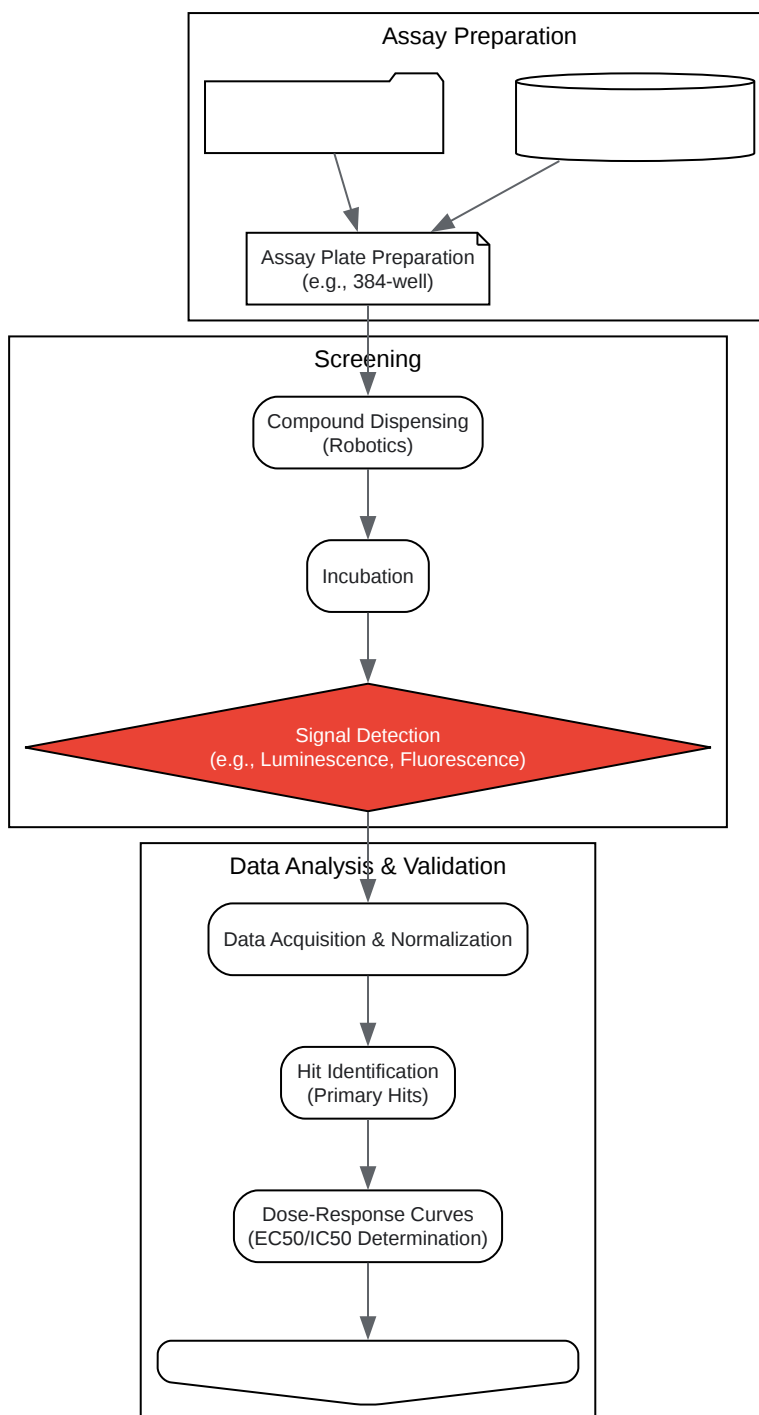 Assay Preparation
Assay Plate Preparation
(e.g., 384-well)
Screening
Compound Dispensing
(Robotics)
Incubation
Signal Detection
(e.g., Luminescence, Fluorescence)
Data Analysis & Validation
Data Acquisition & Normalization
Hit Identification
(Primary Hits)
Dose-Response Curves
(EC50/IC50 Determination)